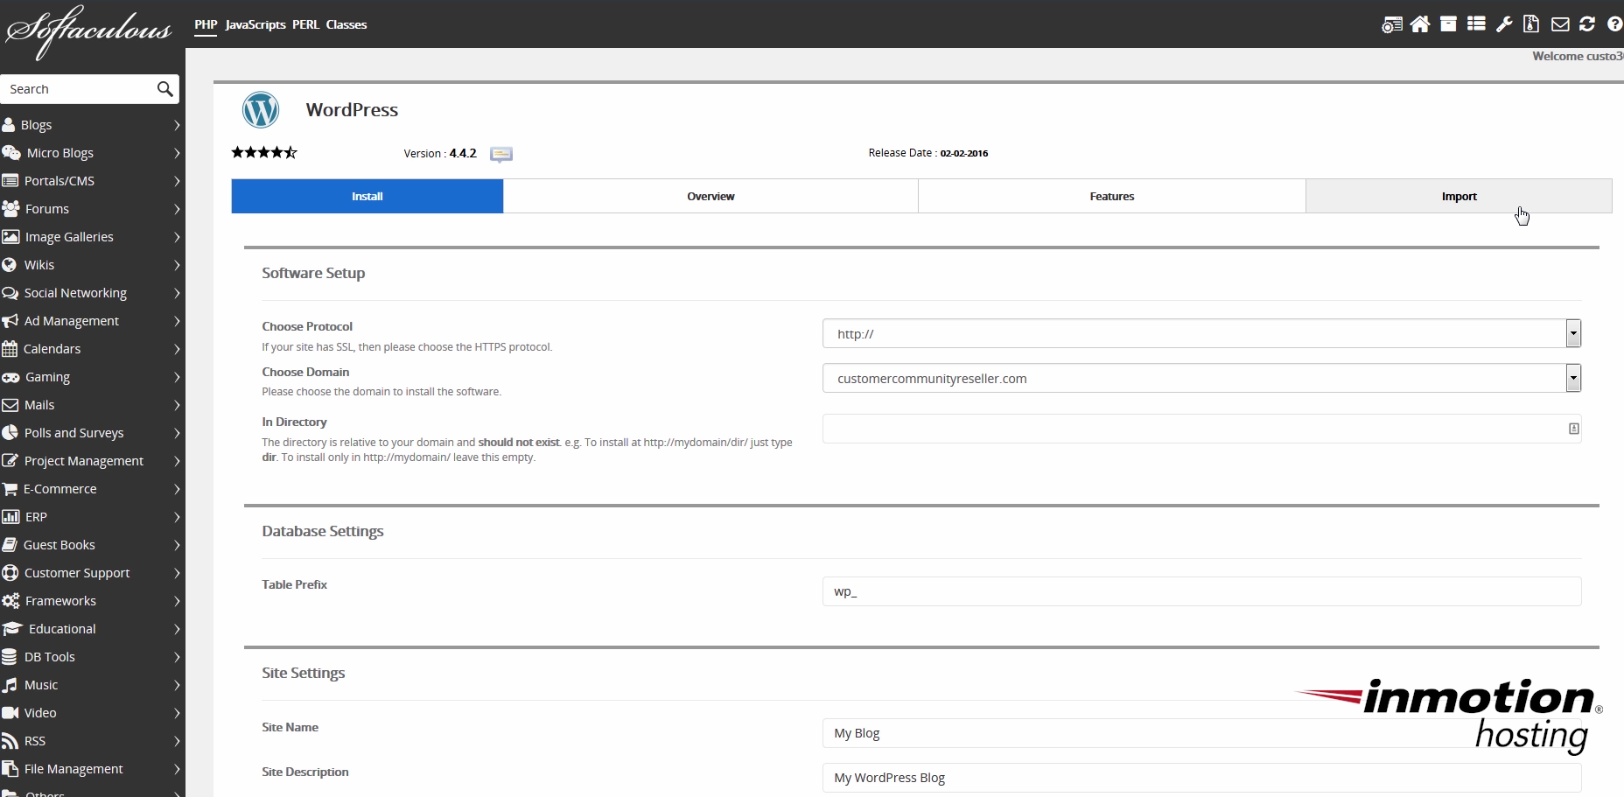 Softaculous
PHP JavaScripts PERL Classes
Welcome custo3
Search
Blogs
Micro Blogs
Portals/CMS
Forums
Image Galleries
Wikis
Social Networking
Ad Management
Calendars
Gaming
Mails
Polls and Surveys
Project Management
E-Commerce
ERP
Guest Books
Customer Support
Frameworks
Educational
DB Tools
Music
Video
RSS
File Management
Others
WordPress
Version : 4.4.2
Release Date : 02-02-2016
Install
Overview
Features
Import
Software Setup
Choose Protocol
If your site has SSL, then please choose the HTTPS protocol.
http://
Choose Domain
Please choose the domain to install the software.
customercommunityreseller.com
In Directory
The directory is relative to your domain and should not exist. e.g. To install at http://mydomain/dir/ just type
dir. To install only in http://mydomain/ leave this empty.
Database Settings
Table Prefix
wp_
Site Settings
Site Name
My Blog
Site Description
My WordPress Blog
inmotion®
hosting